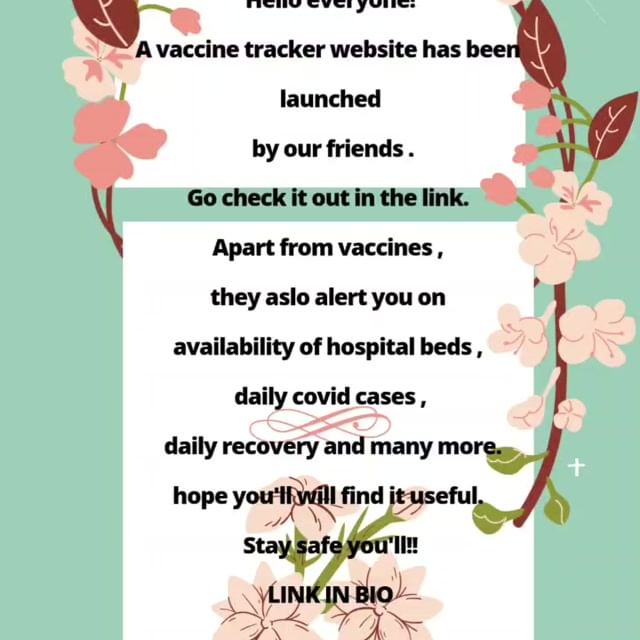 Hello everyone!
A vaccine tracker website has been
launched
by our friends .
Go check it out in the link.
Apart from vaccines ,
they aslo alert you on
availability of hospital beds ,
daily covid cases ,
daily recovery and many more.
hope you'll will find it useful.
Stay safe you'll!!
LINK IN BIO